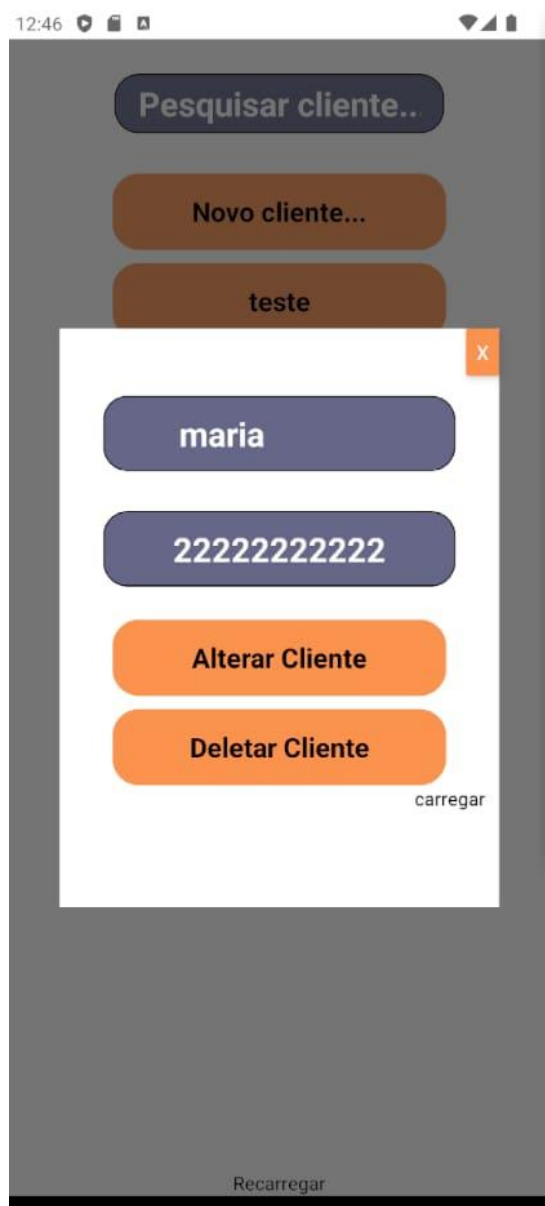 12:46
Pesquisar cliente..
Novo cliente...
teste
X
maria
22222222222
Alterar Cliente
Deletar Cliente
carregar
Recarregar